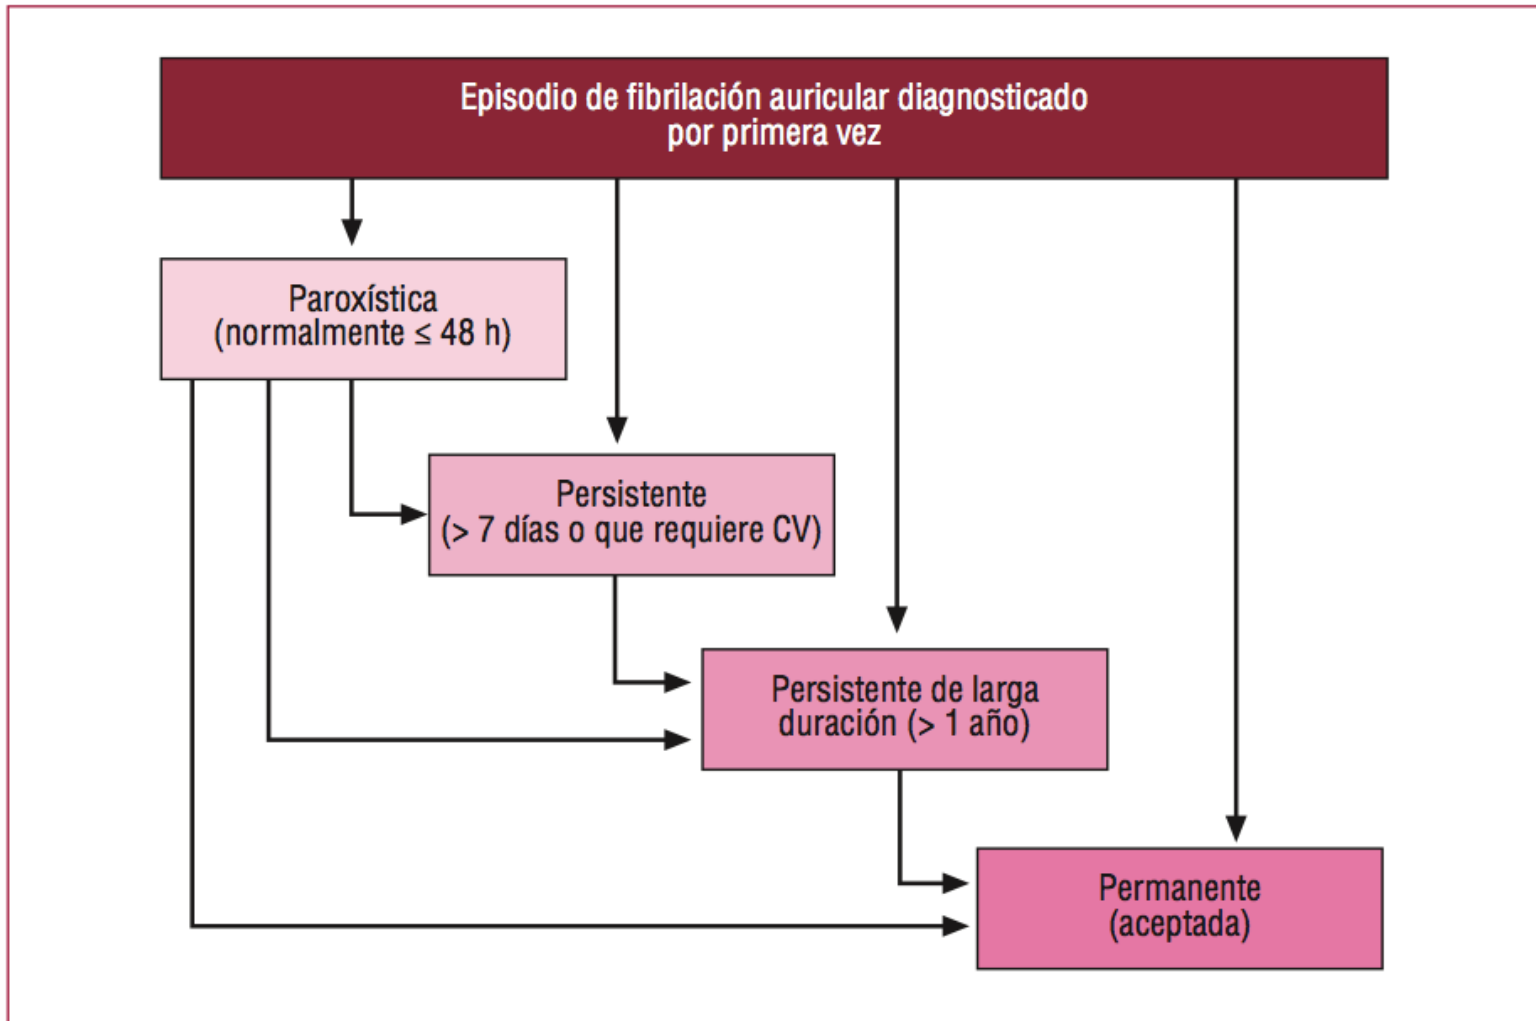 Episodio de fibrilación auricular diagnosticado
por primera vez
Paroxística
(normalmente ≤ 48 h)
Persistente
(> 7 días o que requiere CV)
Persistente de larga
duración (> 1 año)
Permanente
(aceptada)